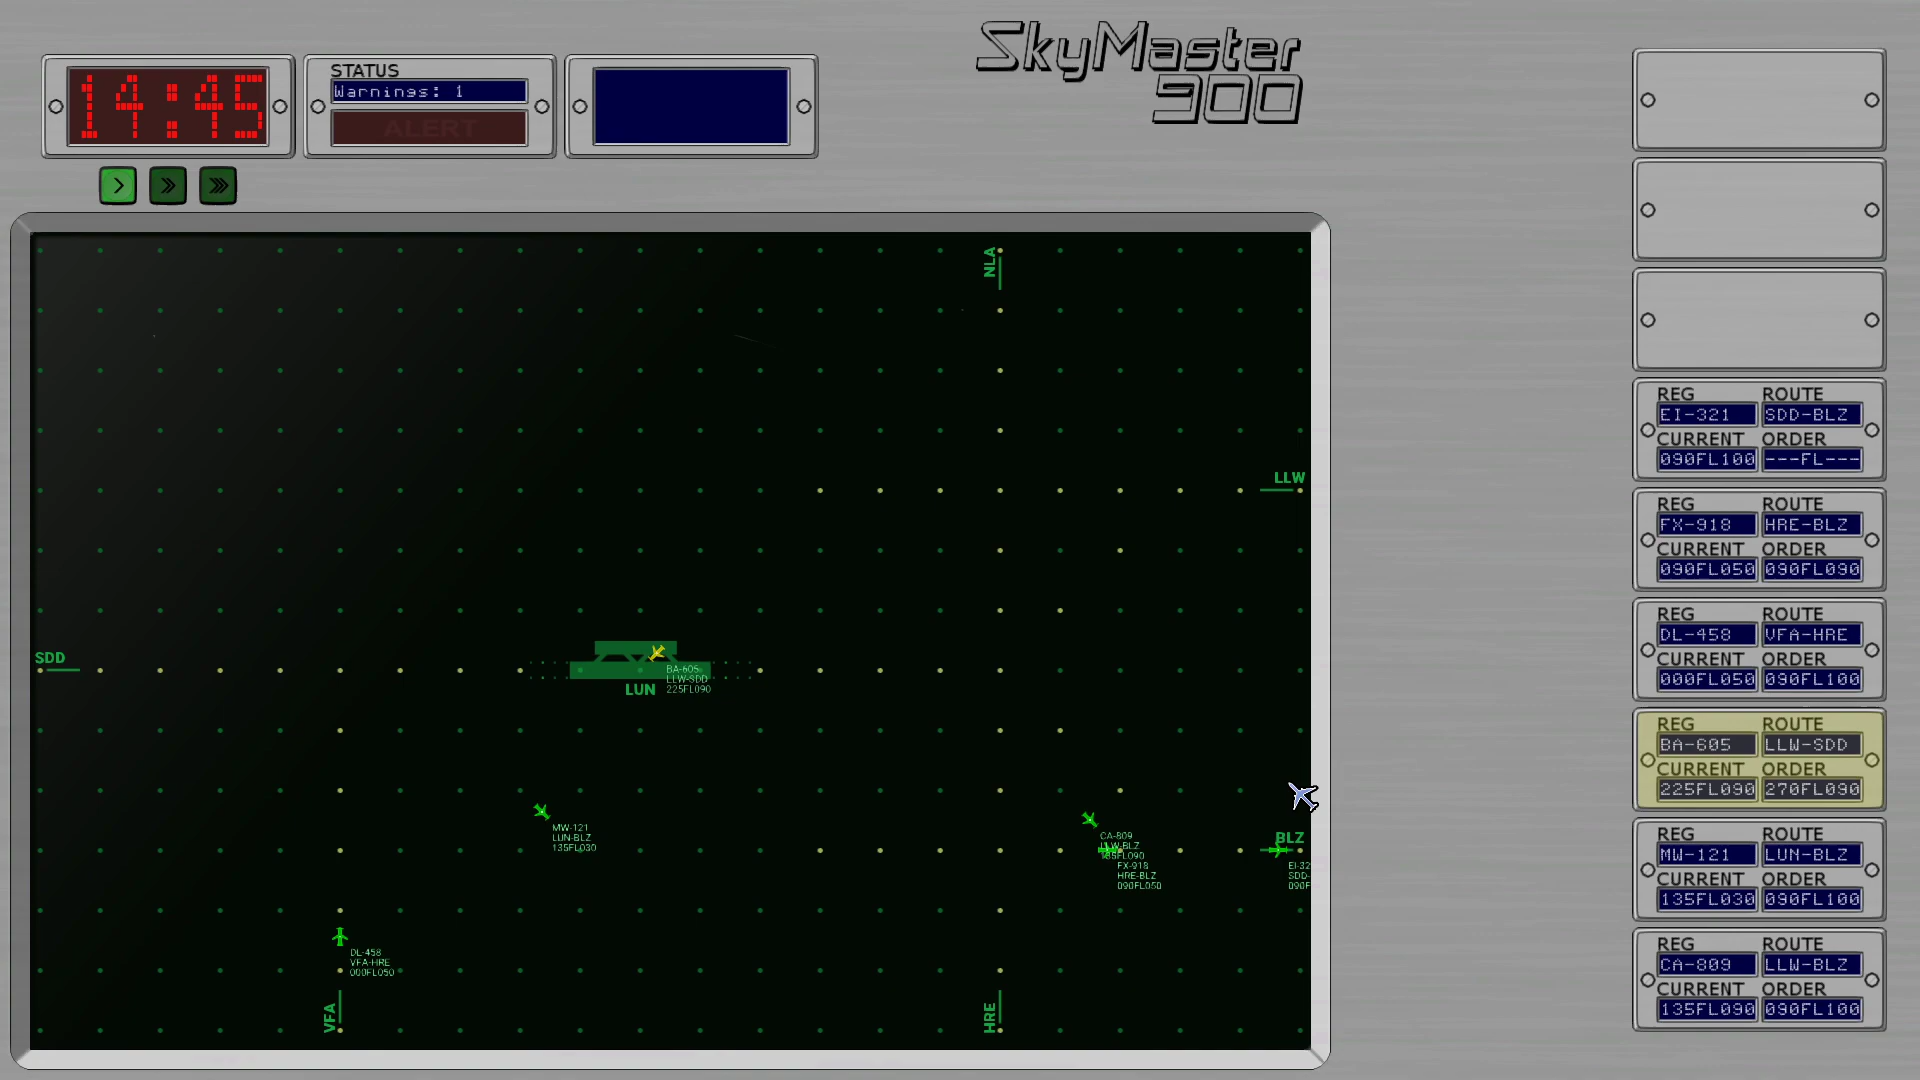 SkyMaster
900
14:45
STATUS
Warnings: 1
ALERT
NLA
LLW
SDD
LUN
BA-605
LLW-SDD
225FL090
MW-121
LUN-BLZ
135FL030
CA-809
LLW-BLZ
135FL090
FX-918
HRE-BLZ
090FL050
BLZ
EI-32
SDD-
090F
DL-458
VFA-HRE
000FL050
VFA
HRE
REG ROUTE
EI-321 SDD-BLZ
CURRENT ORDER
090FL100 ---FL---
REG ROUTE
FX-918 HRE-BLZ
CURRENT ORDER
090FL050 090FL090
REG ROUTE
DL-458 VFA-HRE
CURRENT ORDER
000FL050 090FL100
REG ROUTE
BA-605 LLW-SDD
CURRENT ORDER
225FL090 270FL090
REG ROUTE
MW-121 LUN-BLZ
CURRENT ORDER
135FL030 090FL100
REG ROUTE
CA-809 LLW-BLZ
CURRENT ORDER
135FL090 090FL100